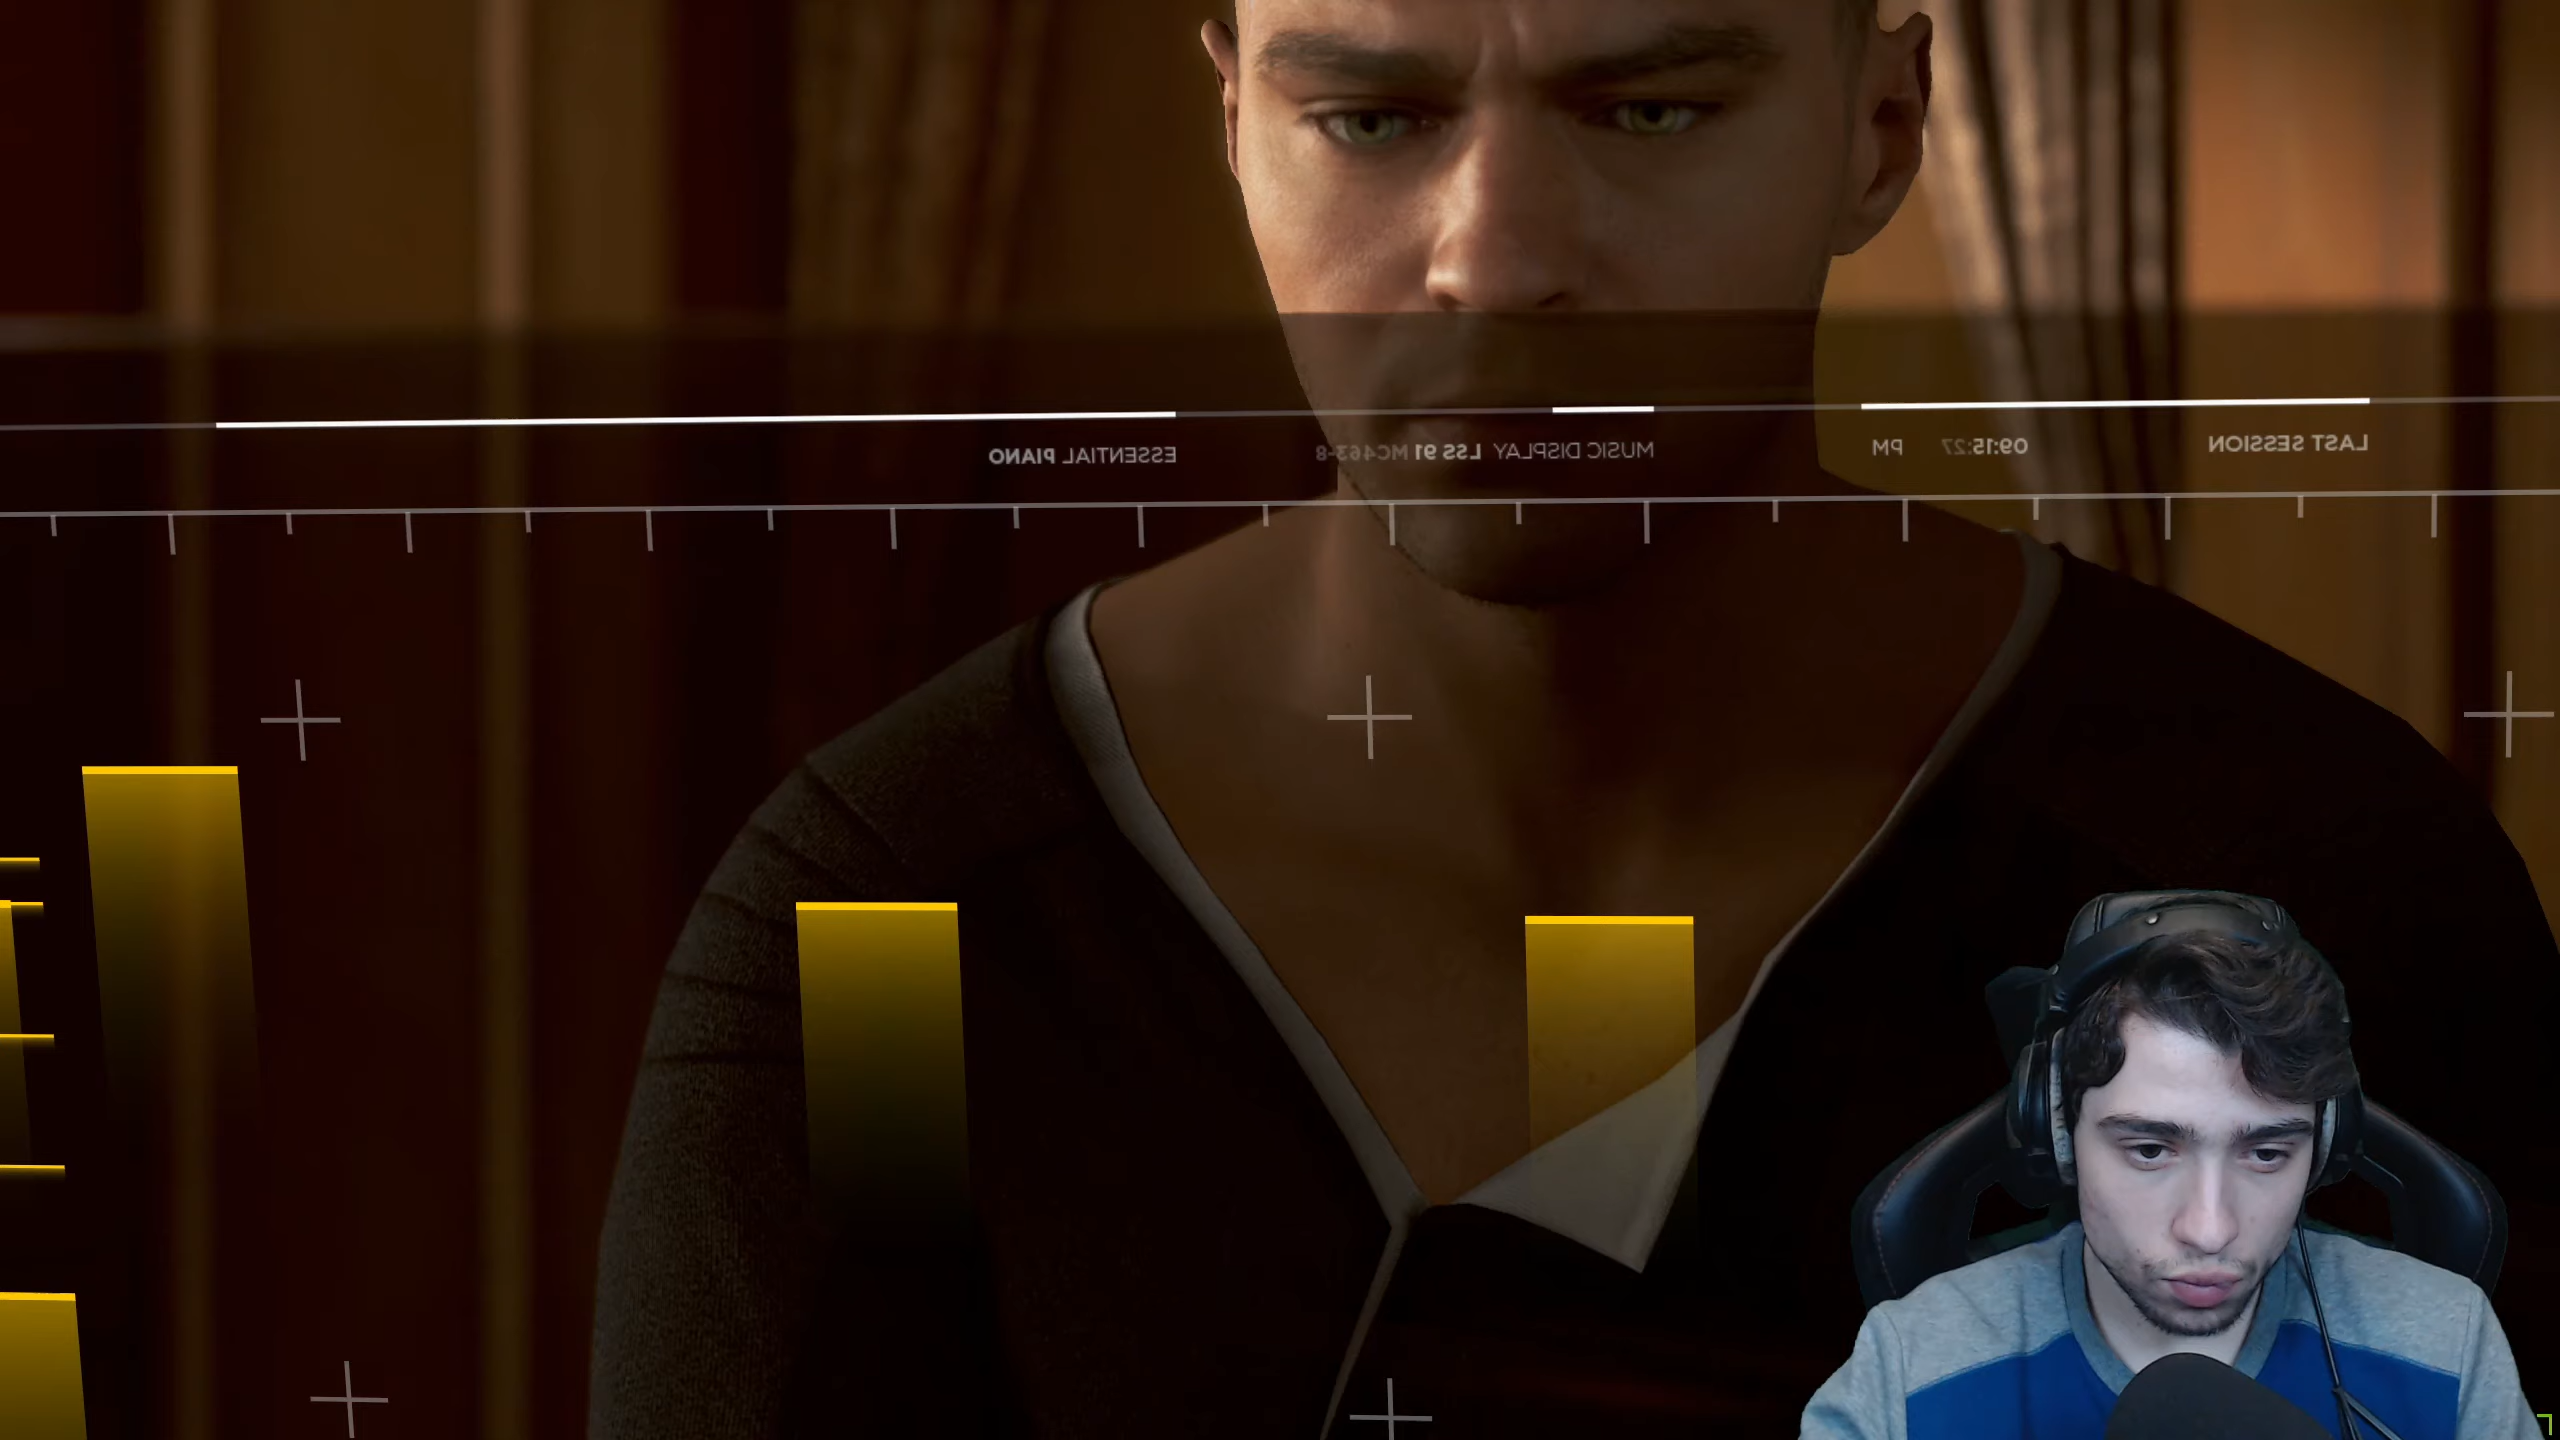 LAST SESSION 09:15:27 PM
MUSIC DISPLAY LSS 91 MC463-8
ESSENTIAL PIANO